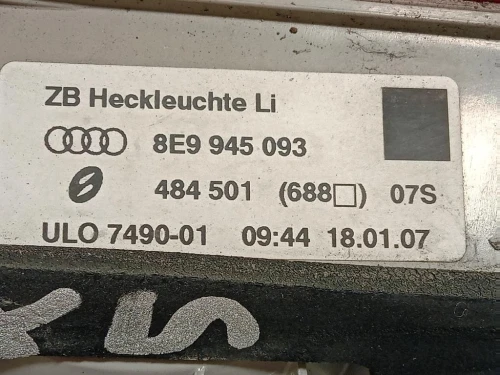 ZB Heckleuchte Li
8E9 945 093
484 501 (688□) 07S
ULO 7490-01 09:44 18.01.07